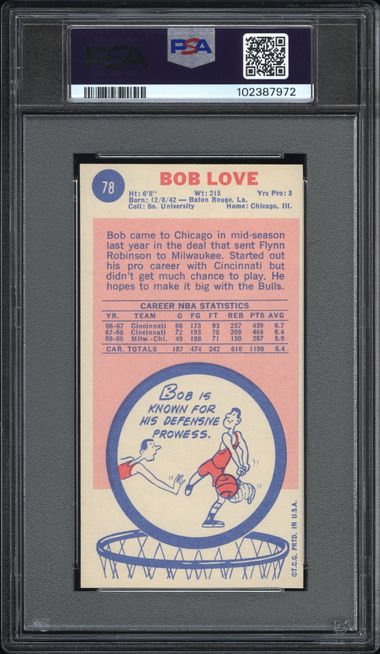 PSA
PSA
102387972
78
BOB LOVE
Ht: 6'8" Wt: 215 Yrs Pro: 3
Born: 12/8/42 — Baton Rouge, La.
Coll: So. University Home: Chicago, Ill.
Bob came to Chicago in mid-season
last year in the deal that sent Flynn
Robinson to Milwaukee. Started out
his pro career with Cincinnati but
didn't get much chance to play. He
hopes to make it big with the Bulls.
CAREER NBA STATISTICS
YR. TEAM G FG FT REB PTS AVG
66-67 Cincinnati 66 173 93 257 439 6.7
67-68 Cincinnati 72 193 78 209 464 6.4
68-69 Milw.-Chi. 49 108 71 150 287 5.9
CAR. TOTALS 187 474 242 616 1190 6.4
BOB IS
KNOWN FOR
HIS DEFENSIVE
PROWESS.
©T.C.G. PRTD. IN U.S.A.